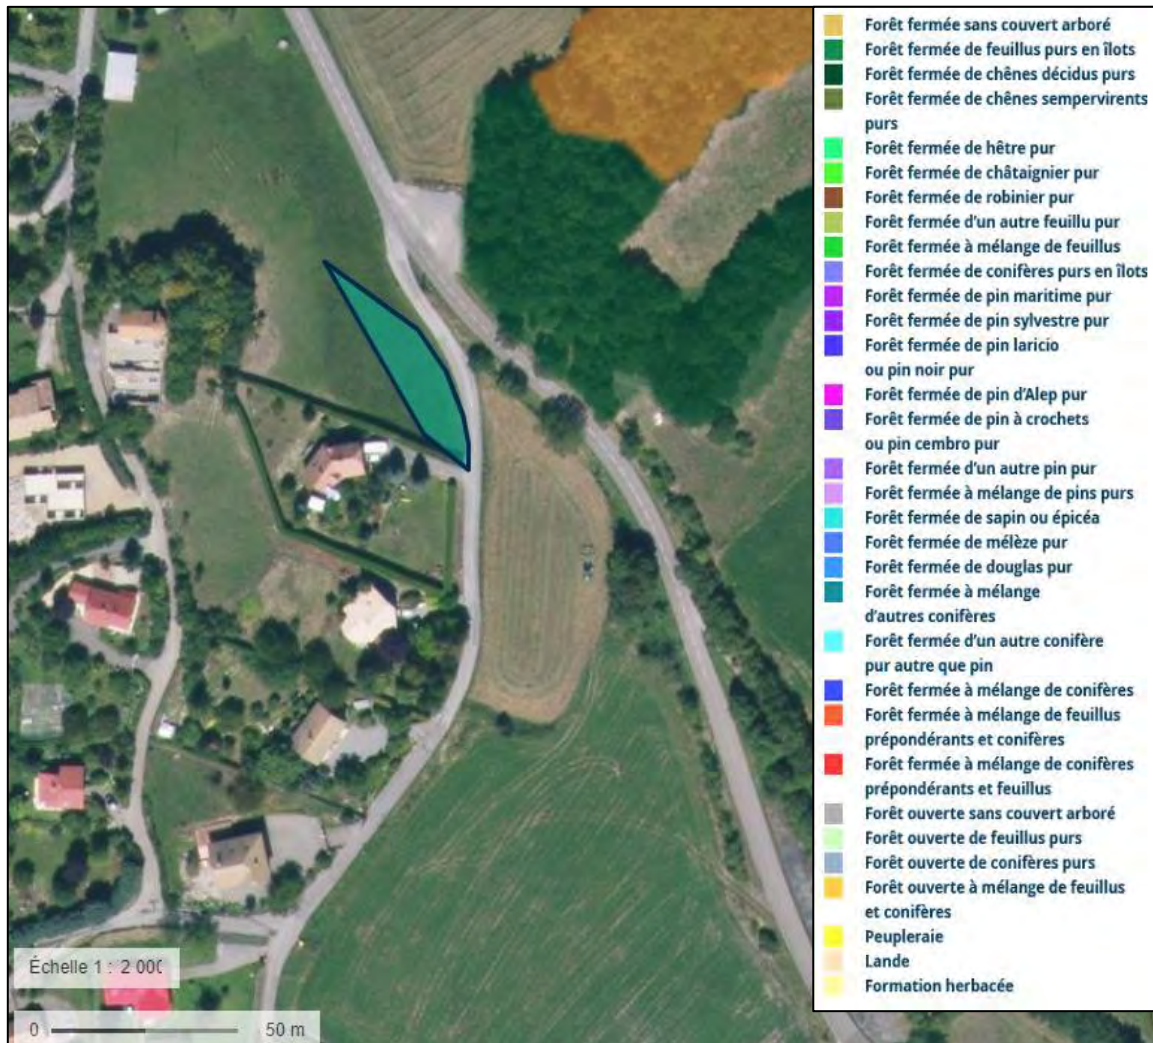 Forêt fermée sans couvert arboré
Forêt fermée de feuillus purs en îlots
Forêt fermée de chênes décidus purs
Forêt fermée de chênes sempervirents
purs
Forêt fermée de hêtre pur
Forêt fermée de châtaignier pur
Forêt fermée de robinier pur
Forêt fermée d'un autre feuillu pur
Forêt fermée à mélange de feuillus
Forêt fermée de conifères purs en îlots
Forêt fermée de pin maritime pur
Forêt fermée de pin sylvestre pur
Forêt fermée de pin laricio
ou pin noir pur
Forêt fermée de pin d'Alep pur
Forêt fermée de pin à crochets
ou pin cembro pur
Forêt fermée d'un autre pin pur
Forêt fermée à mélange de pins purs
Forêt fermée de sapin ou épicéa
Forêt fermée de mélèze pur
Forêt fermée de douglas pur
Forêt fermée à mélange
d'autres conifères
Forêt fermée d'un autre conifère
pur autre que pin
Forêt fermée à mélange de conifères
Forêt fermée à mélange de feuillus
prépondérants et conifères
Forêt fermée à mélange de conifères
prépondérants et feuillus
Forêt ouverte sans couvert arboré
Forêt ouverte de feuillus purs
Forêt ouverte de conifères purs
Forêt ouverte à mélange de feuillus
et conifères
Peupleraie
Lande
Formation herbacée
Échelle 1 : 2 000
0 50 m